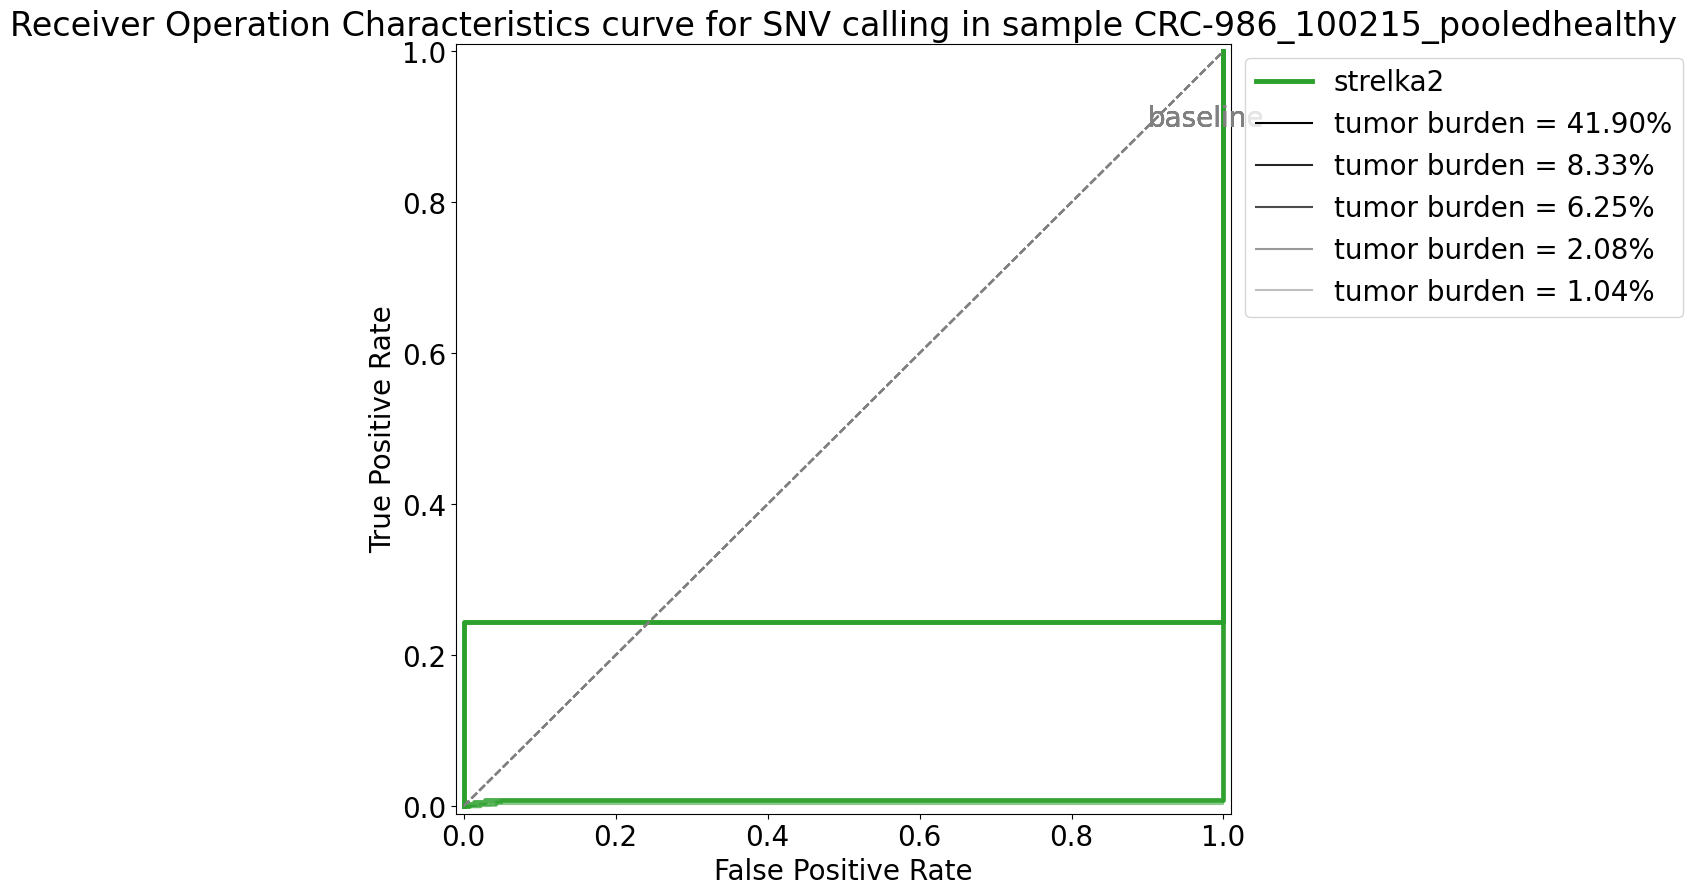 Receiver Operation Characteristics curve for SNV calling in sample CRC-986_100215_pooledhealthy
1.0
0.8
0.6
0.4
0.2
0.0
True Positive Rate
baseline
0.0 0.2 0.4 0.6 0.8 1.0
False Positive Rate
strelka2
tumor burden = 41.90%
tumor burden = 8.33%
tumor burden = 6.25%
tumor burden = 2.08%
tumor burden = 1.04%